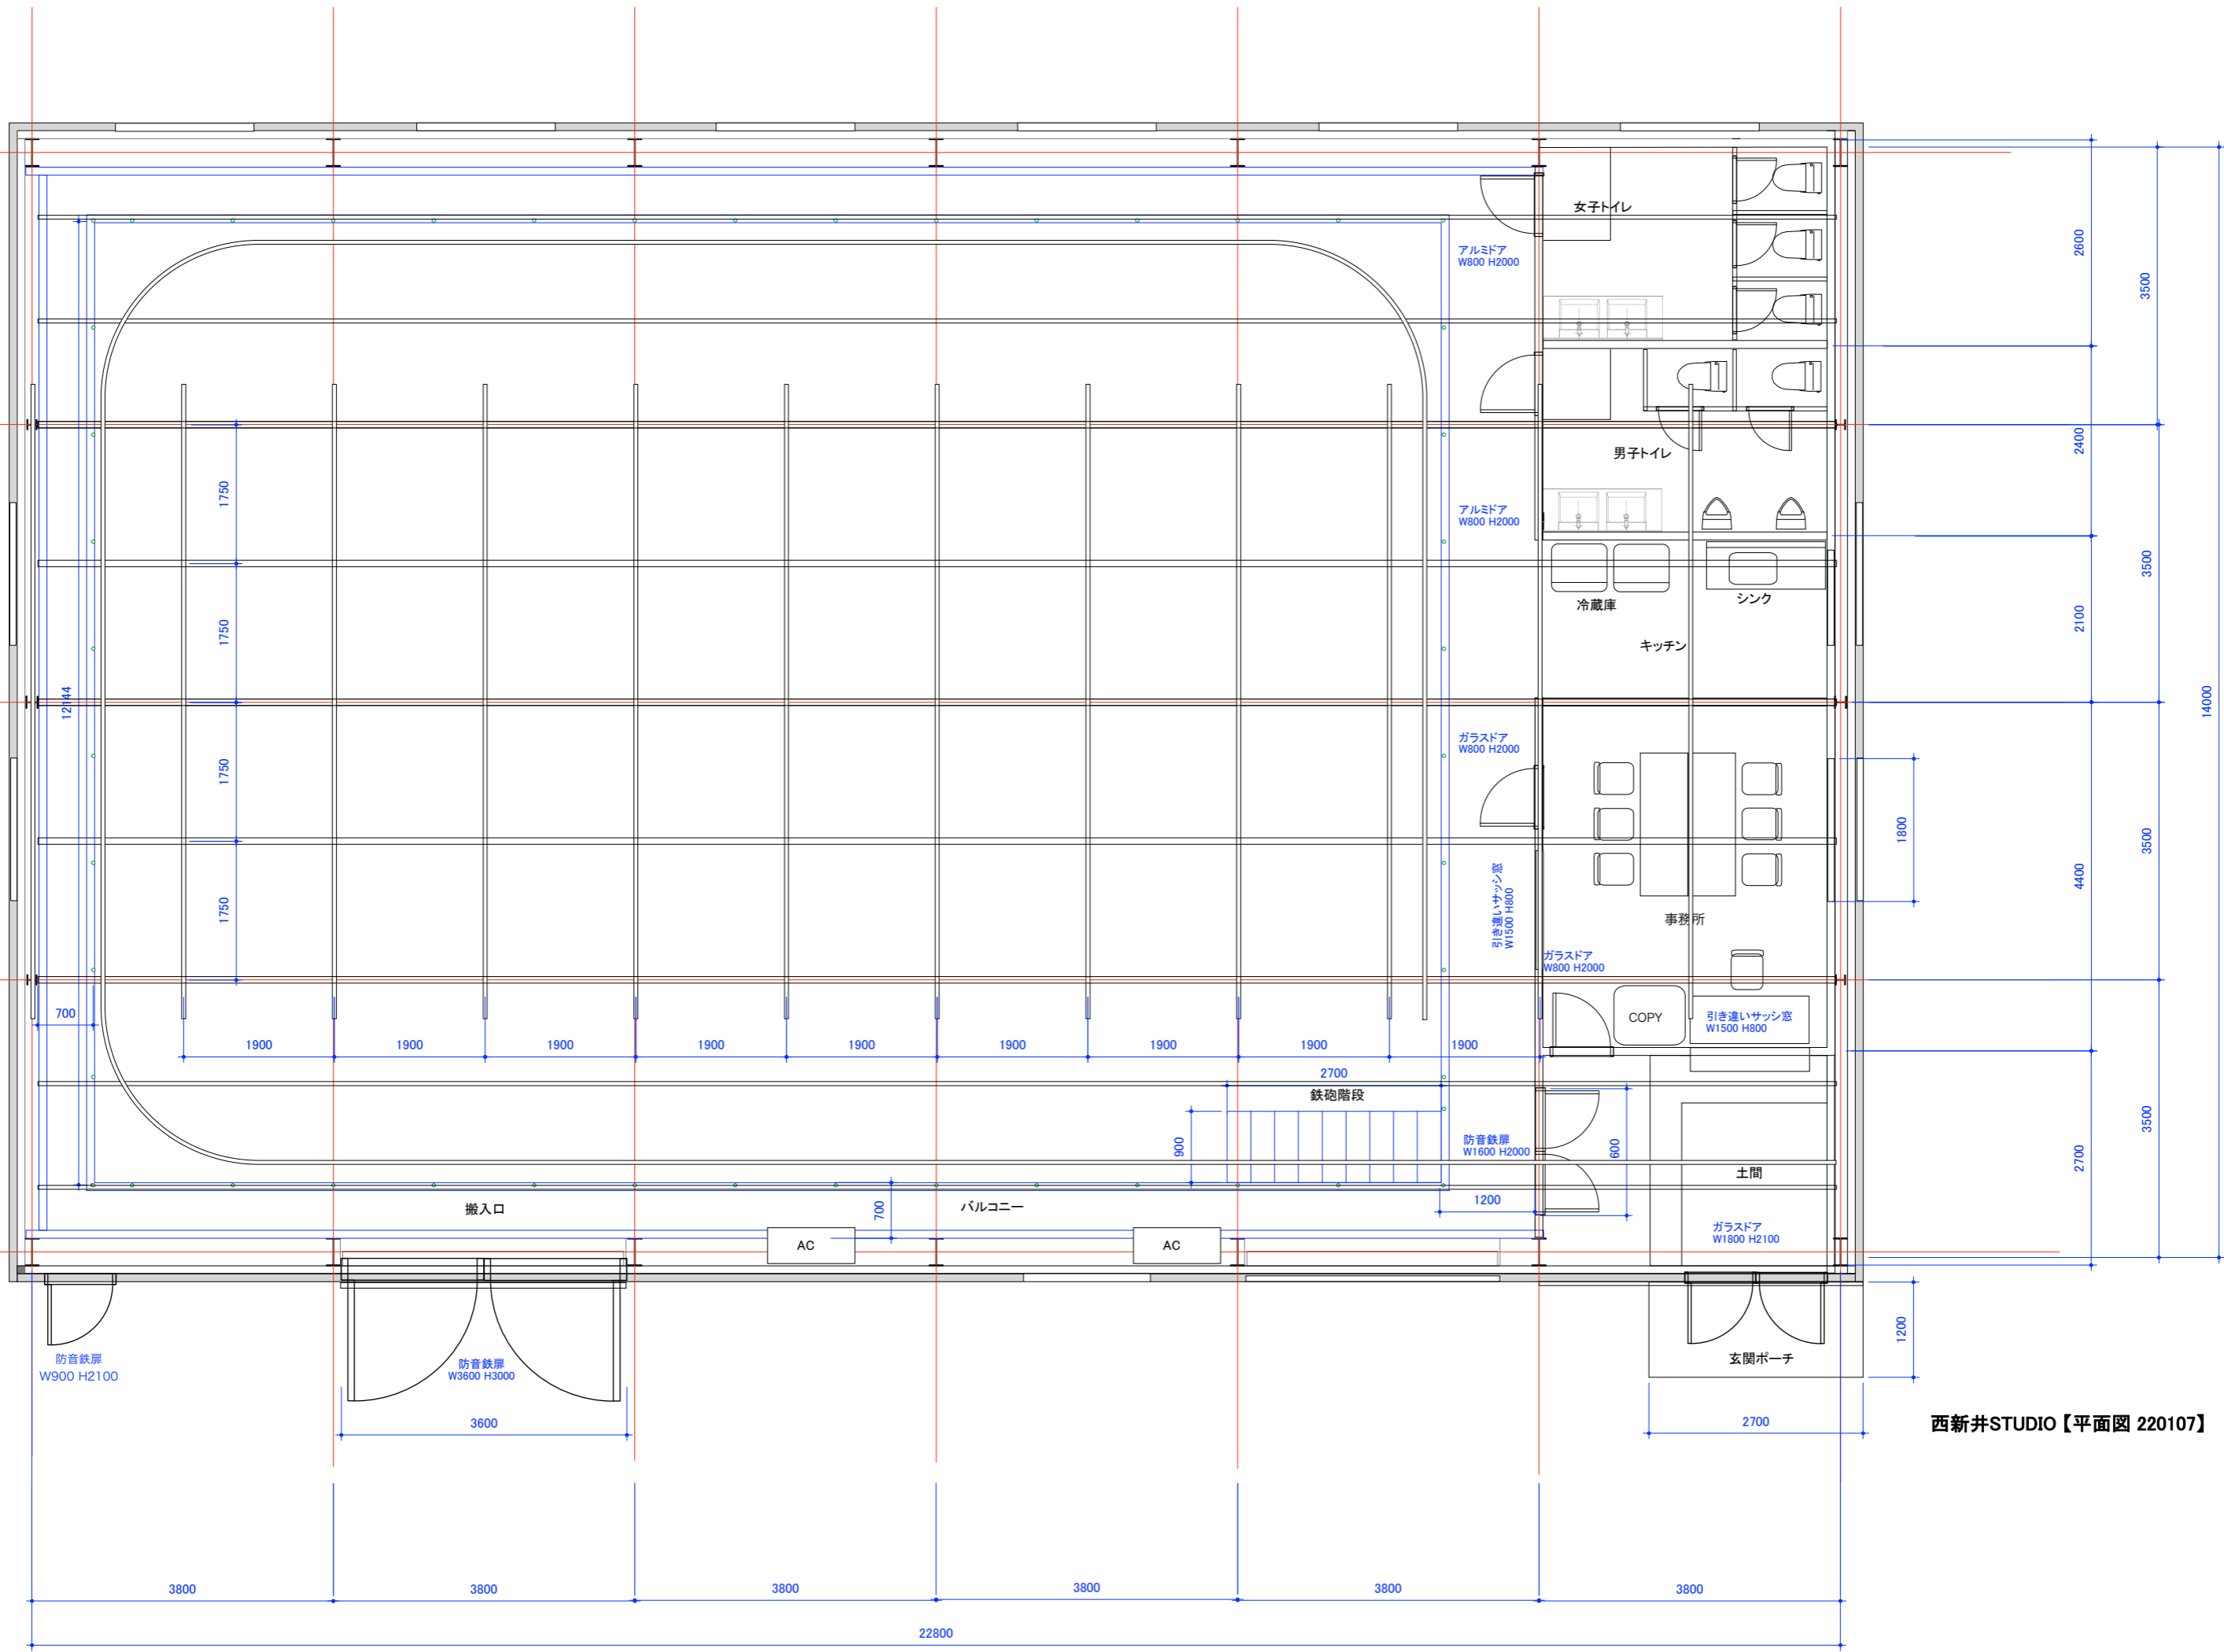 女子トイレ
アルミドア
W800 H2000
2600
3500
男子トイレ
2400
1750
アルミドア
W800 H2000
3500
冷蔵庫
シンク
キッチン
2100
1750
12144
14000
ガラスドア
W800 H2000
1750
1800
3500
4400
引き違いサッシ窓
W1500 H800
事務所
1750
ガラスドア
W800 H2000
COPY
引き違いサッシ窓
W1500 H800
700
1900
1900
1900
1900
1900
1900
1900
1900
1900
2700
鉄砲階段
900
防音鉄扉
W1600 H2000
600
3500
2700
土間
1200
搬入口
700
バルコニー
AC
AC
ガラスドア
W1800 H2100
1200
防音鉄扉
W900 H2100
防音鉄扉
W3600 H3000
玄関ポーチ
3600
2700
西新井STUDIO【平面図 220107】
3800
3800
3800
3800
3800
3800
22800